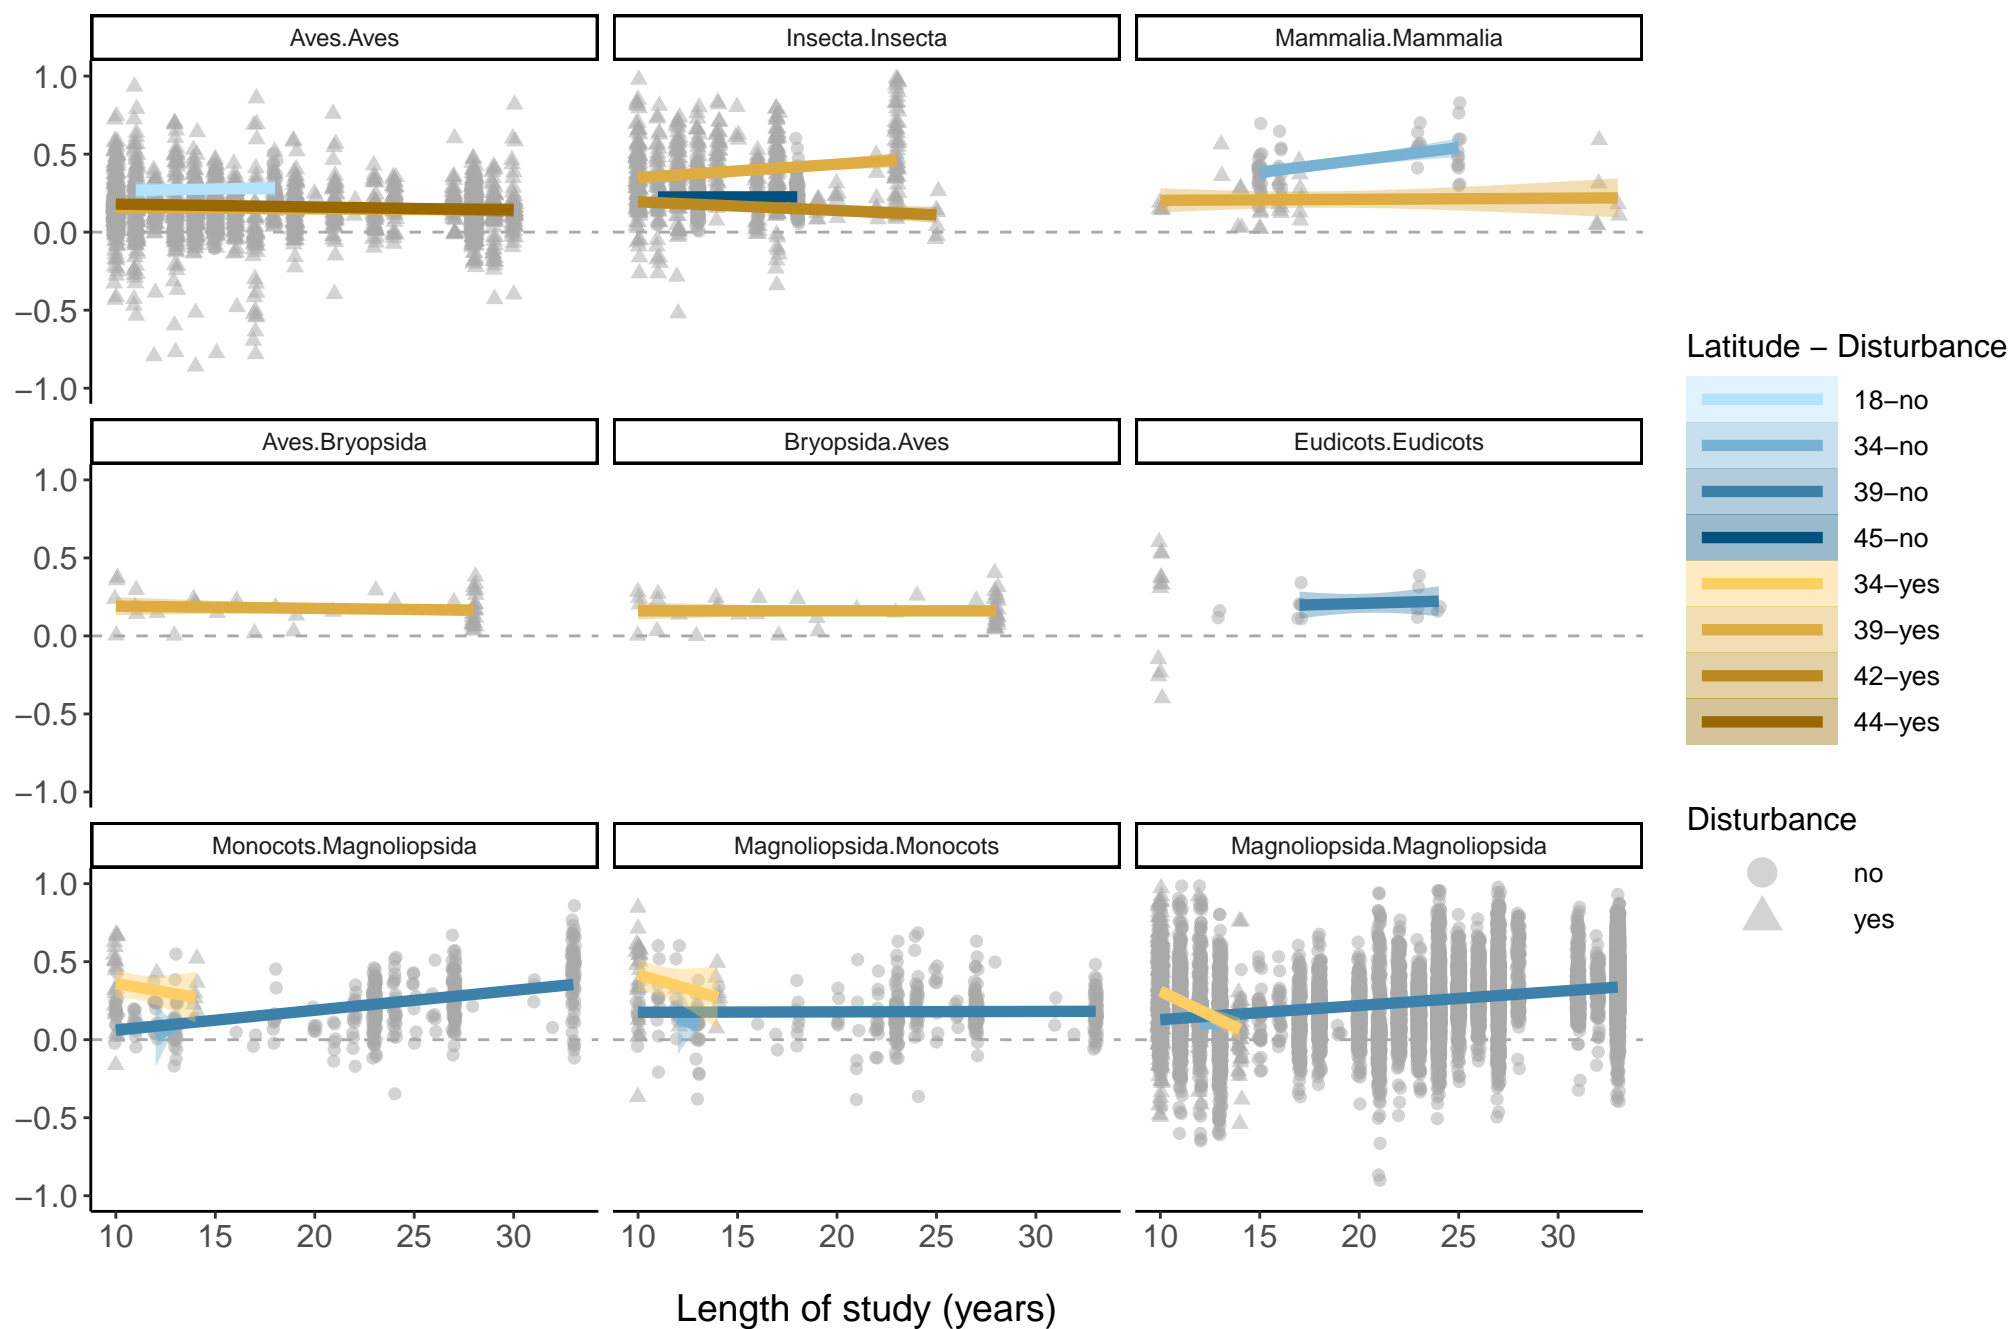 Aves.Aves
Insecta.Insecta
Mammalia.Mammalia
1.0
0.5
0.0
−0.5
−1.0
Aves.Bryopsida
Bryopsida.Aves
Eudicots.Eudicots
1.0
0.5
0.0
−0.5
−1.0
Monocots.Magnoliopsida
Magnoliopsida.Monocots
Magnoliopsida.Magnoliopsida
1.0
0.5
0.0
−0.5
−1.0
10 15 20 25 30
10 15 20 25 30
10 15 20 25 30
Length of study (years)
Latitude − Disturbance
18−no
34−no
39−no
45−no
34−yes
39−yes
42−yes
44−yes
Disturbance
no
yes